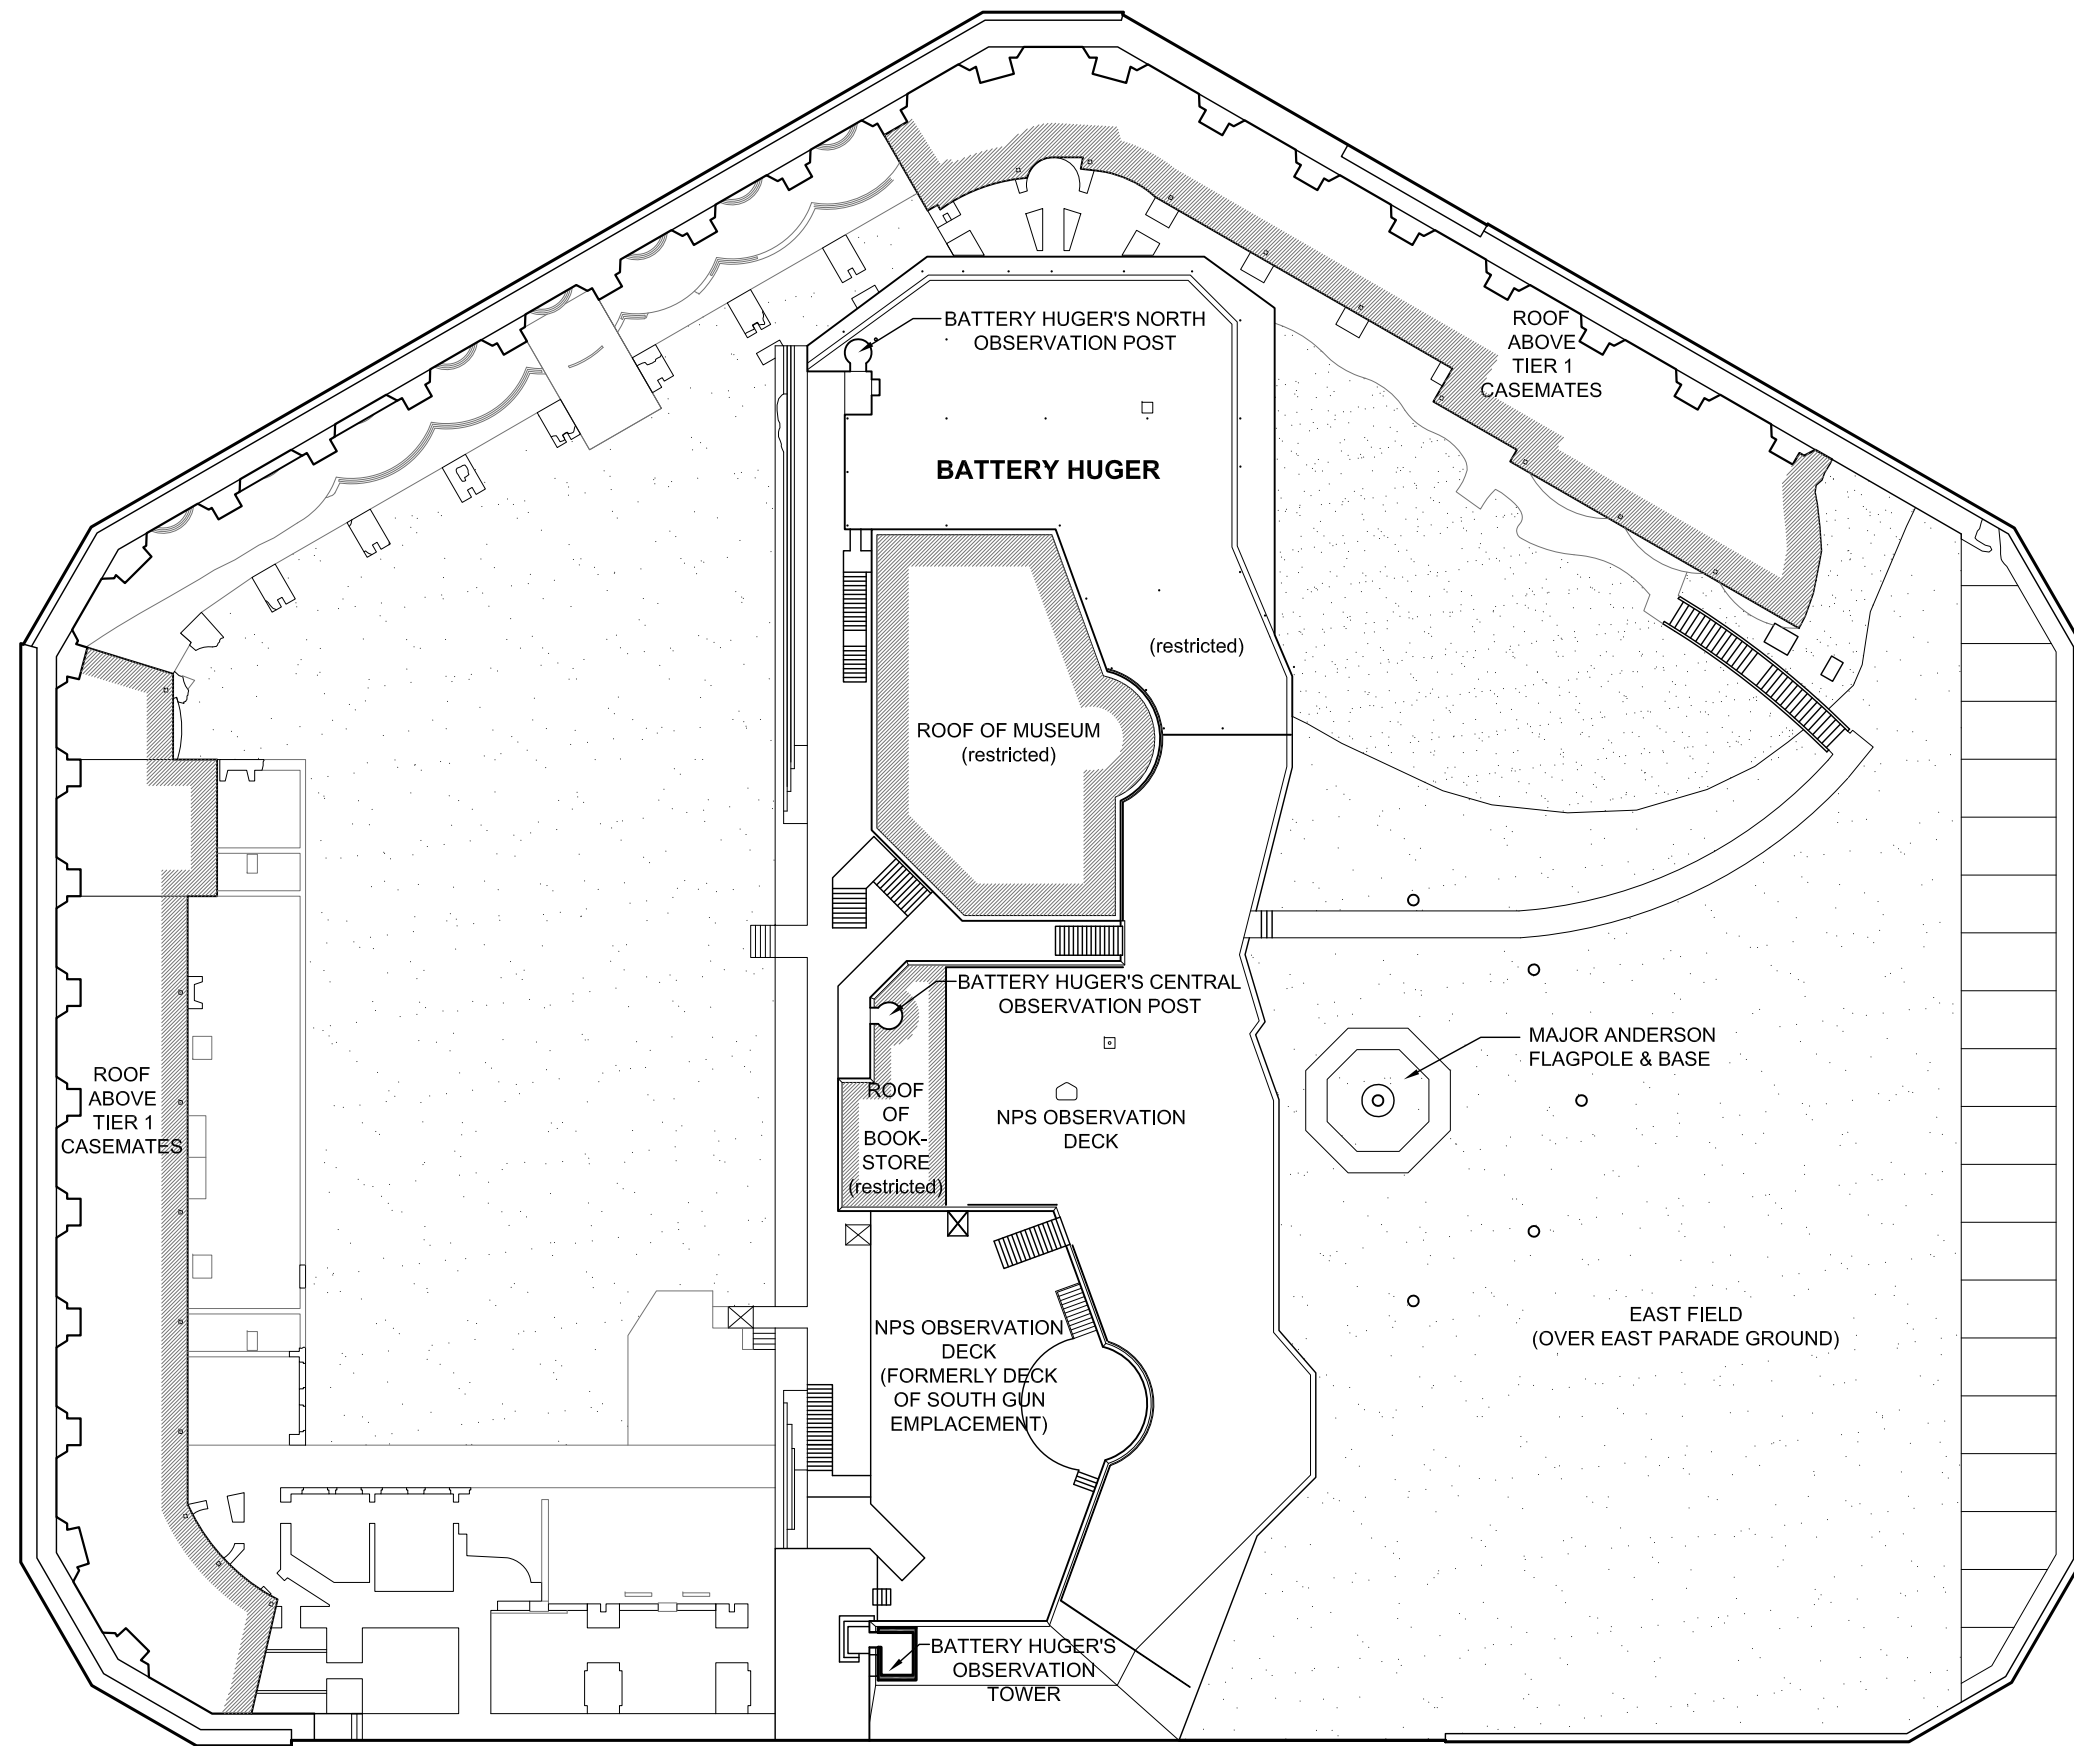 BATTERY HUGER'S NORTH
OBSERVATION POST
ROOF
ABOVE
TIER 1
CASEMATES
BATTERY HUGER
(restricted)
ROOF OF MUSEUM
(restricted)
BATTERY HUGER'S CENTRAL
OBSERVATION POST
MAJOR ANDERSON
FLAGPOLE & BASE
ROOF
ABOVE
TIER 1
CASEMATES
ROOF
OF
BOOK-
STORE
(restricted)
NPS OBSERVATION
DECK
NPS OBSERVATION
DECK
(FORMERLY DECK
OF SOUTH GUN
EMPLACEMENT)
EAST FIELD
(OVER EAST PARADE GROUND)
BATTERY HUGER'S
OBSERVATION
TOWER